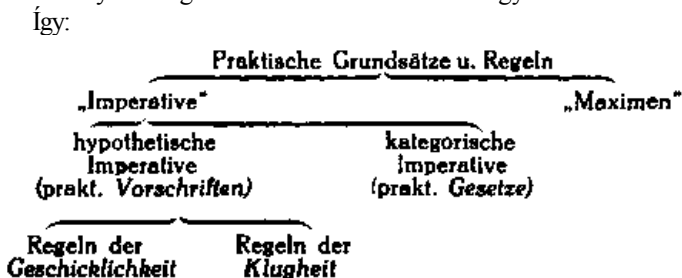 Így:
Praktische Grundsätze u. Regeln
„Imperative“ „Maximen“
hypothetische kategorische
Imperative Imperative
(prakt. Vorschriften) (prakt. Gesetze)
Regeln der Regeln der
Geschicklichkeit Klugheit